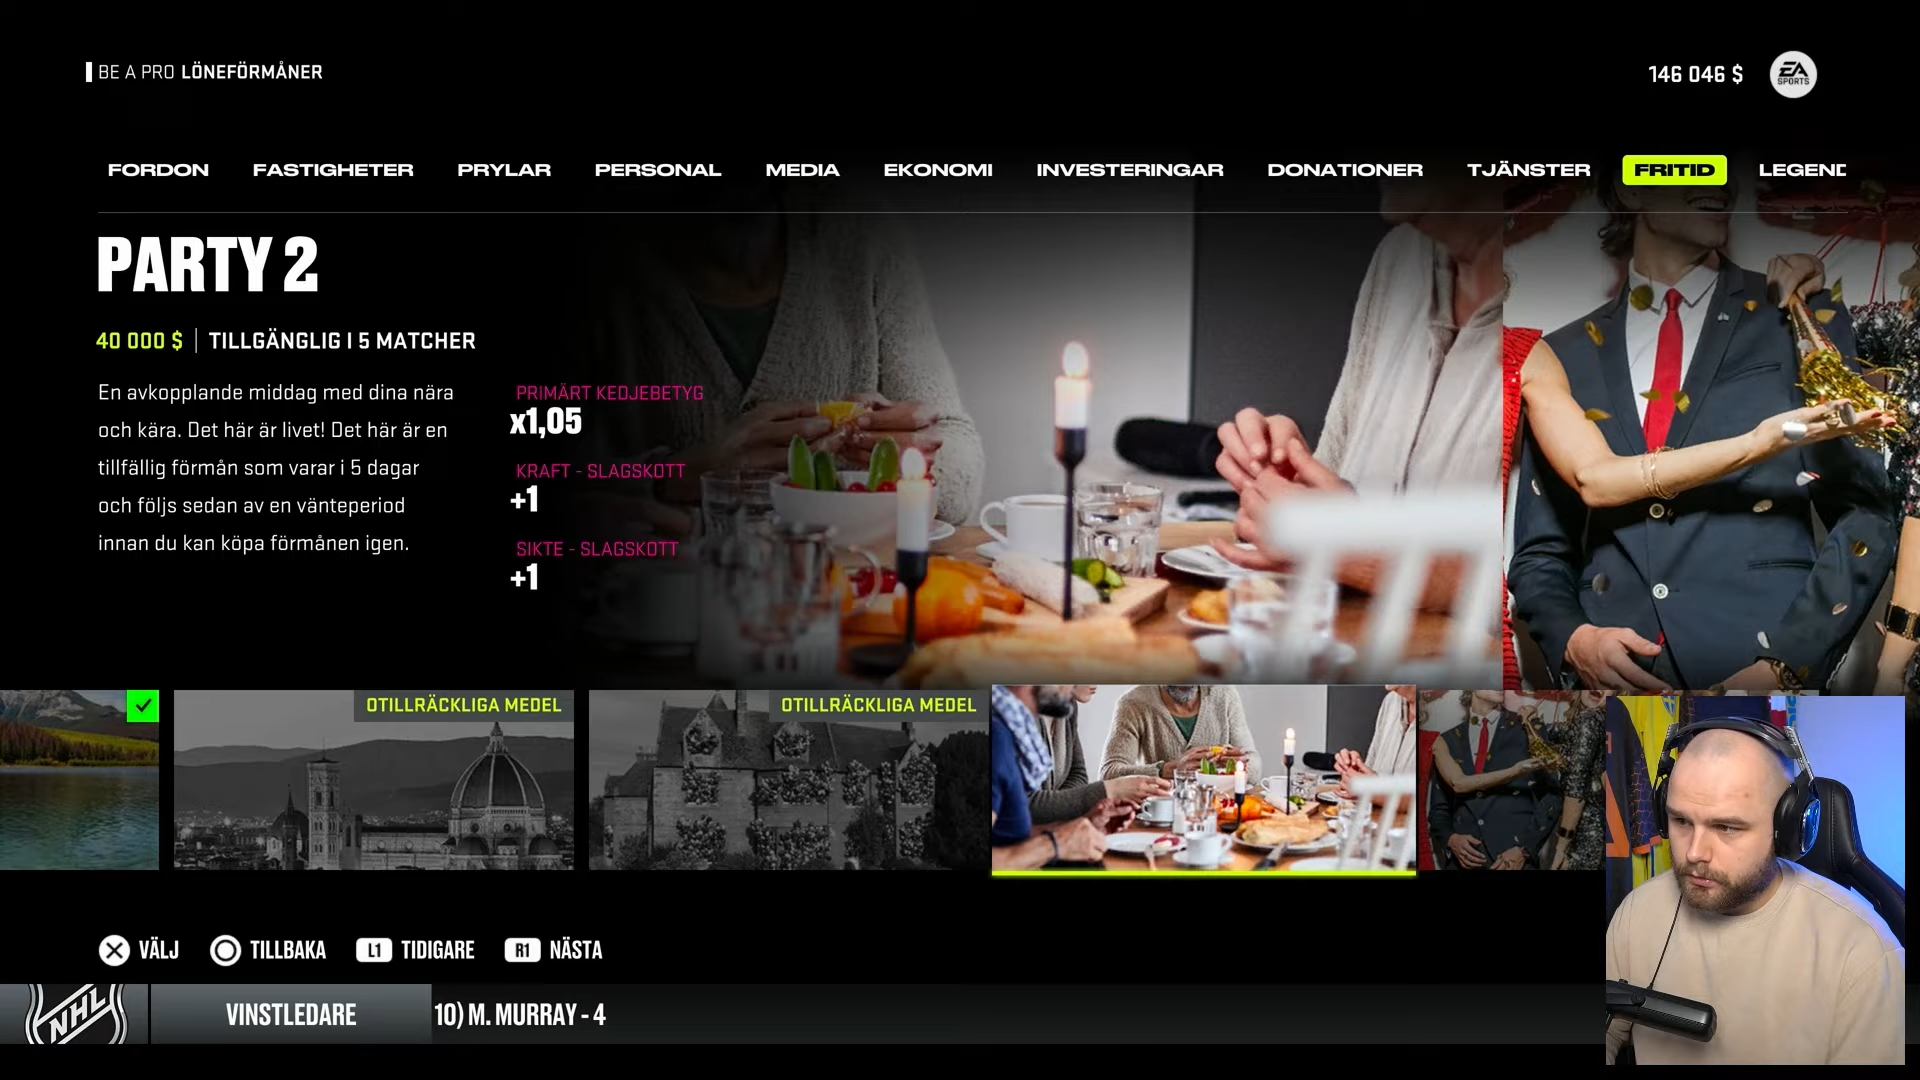 BE A PRO LÖNEFÖRMÅNER
146 046 $
EA SPORTS
FORDON FASTIGHETER PRYLAR PERSONAL MEDIA EKONOMI INVESTERINGAR DONATIONER TJÄNSTER FRITID LEGEND
PARTY 2
40 000 $ | TILLGÄNGLIG I 5 MATCHER
En avkopplande middag med dina nära
och kära. Det här är livet! Det här är en
tillfällig förmån som varar i 5 dagar
och följs sedan av en vänteperiod
innan du kan köpa förmånen igen.
PRIMÄRT KEDJEBETYG
x1,05
KRAFT - SLAGSKOTT
+1
SIKTE - SLAGSKOTT
+1
OTILLRÄCKLIGA MEDEL
OTILLRÄCKLIGA MEDEL
VÄLJ TILLBAKA L1 TIDIGARE R1 NÄSTA
NHL VINSTLEDARE 10) M. MURRAY - 4